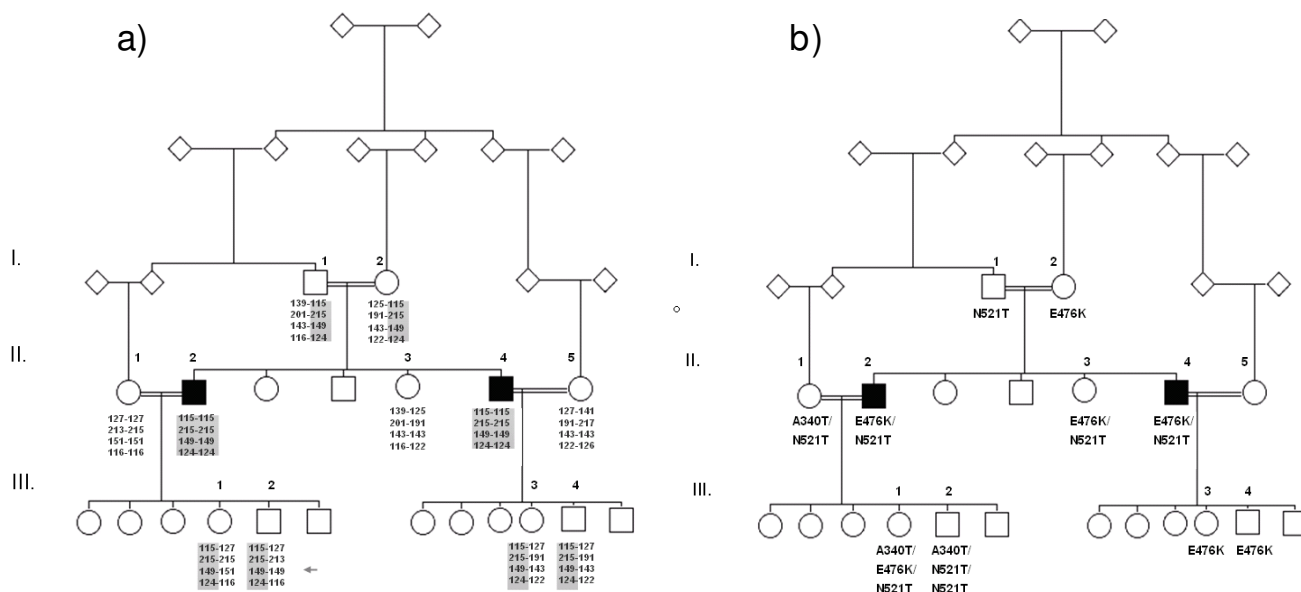 a)
b)
I.
1
2
139-115
201-215
143-149
116-124
125-115
191-215
143-149
122-124
II.
1
2
3
4
5
127-127
213-215
151-151
116-116
115-115
215-215
149-149
124-124
139-125
201-191
143-143
116-122
115-115
215-215
149-149
124-124
127-141
191-217
143-143
122-126
III.
1
2
3
4
115-127
215-215
149-151
124-116
115-127
215-213
149-149
124-116
115-127
215-191
149-143
124-122
115-127
215-191
149-143
124-122
I.
1
2
N521T
E476K
II.
1
2
3
4
5
A340T/
N521T
E476K/
N521T
E476K/
N521T
E476K/
N521T
III.
1
2
3
4
A340T/
E476K/
N521T
A340T/
N521T/
N521T
E476K
E476K